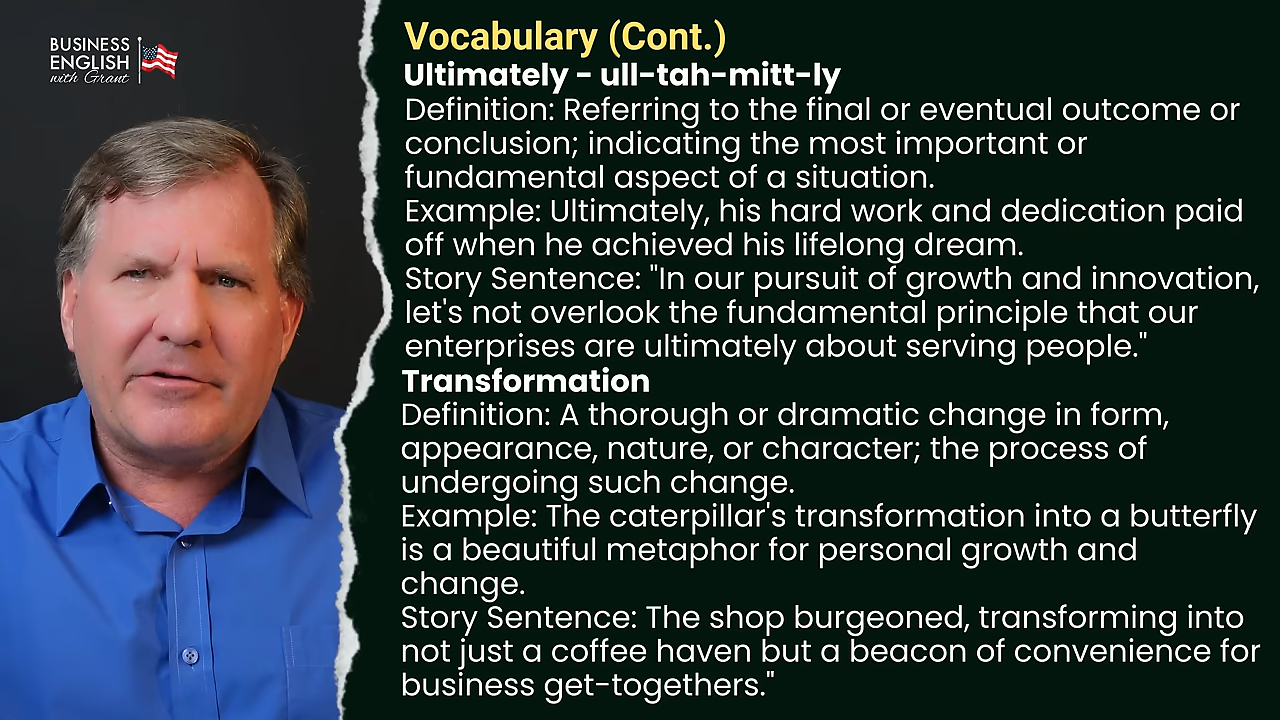 BUSINESS
ENGLISH
with Grant
Vocabulary (Cont.)
Ultimately - ull-tah-mitt-ly
Definition: Referring to the final or eventual outcome or
conclusion; indicating the most important or
fundamental aspect of a situation.
Example: Ultimately, his hard work and dedication paid
off when he achieved his lifelong dream.
Story Sentence: "In our pursuit of growth and innovation,
let's not overlook the fundamental principle that our
enterprises are ultimately about serving people."
Transformation
Definition: A thorough or dramatic change in form,
appearance, nature, or character; the process of
undergoing such change.
Example: The caterpillar's transformation into a butterfly
is a beautiful metaphor for personal growth and
change.
Story Sentence: The shop burgeoned, transforming into
not just a coffee haven but a beacon of convenience for
business get-togethers."